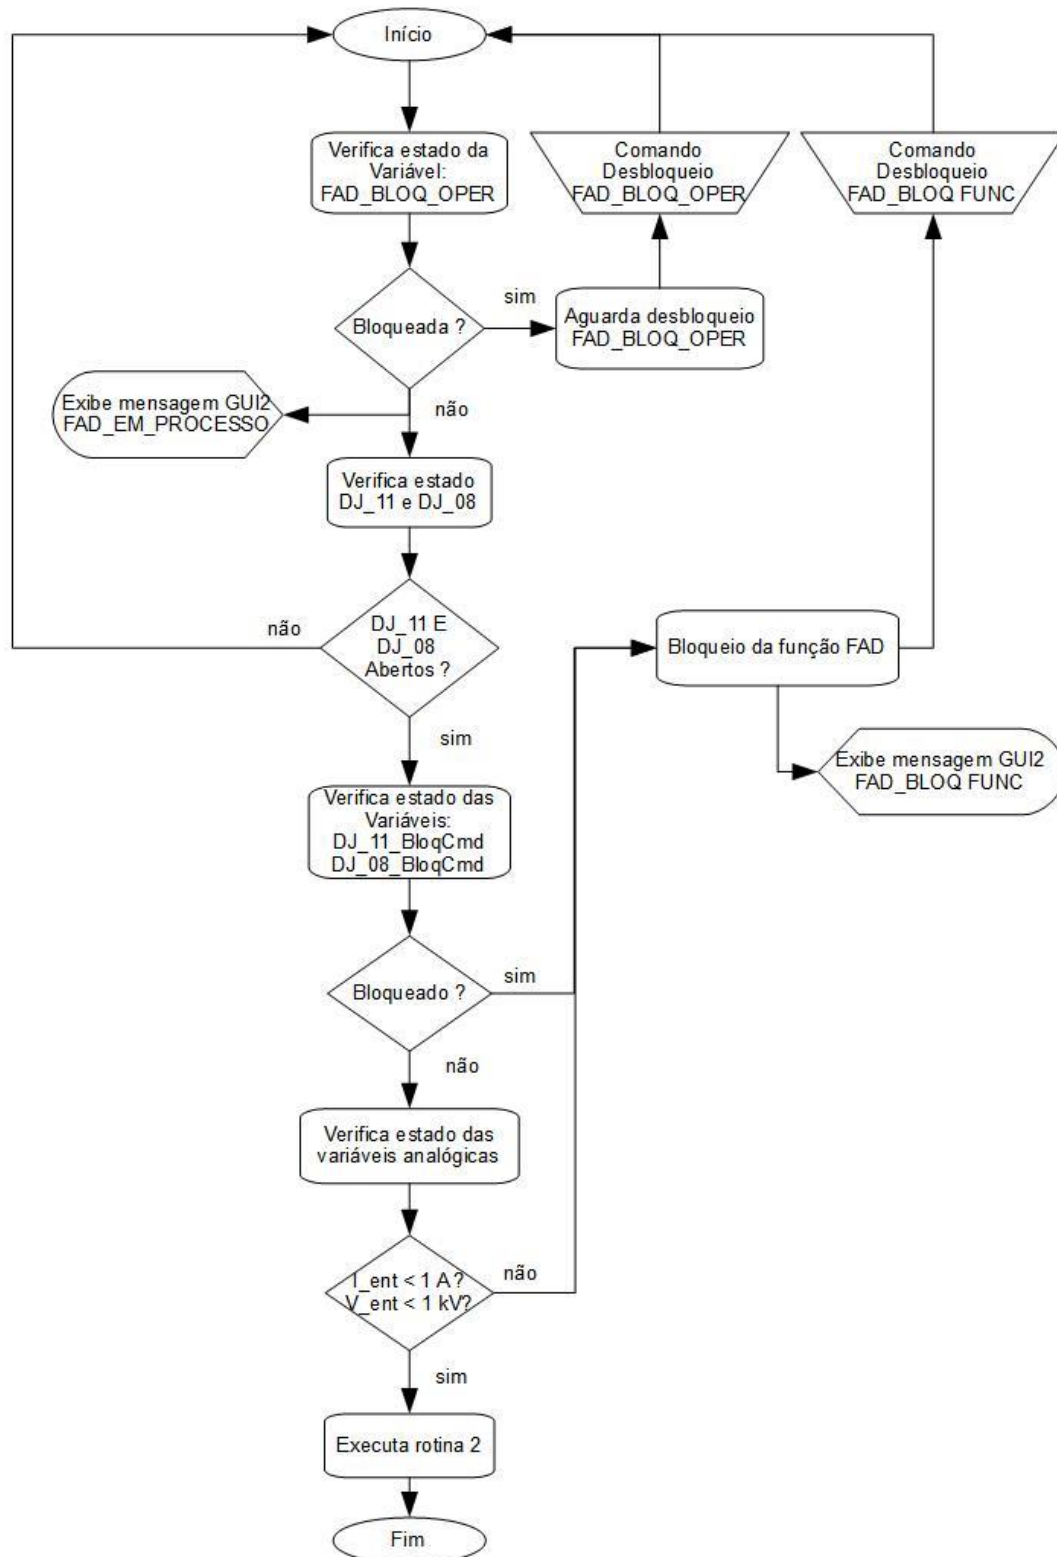 Início
Verifica estado da
Variável:
FAD_BLOQ_OPER
Comando
Desbloqueio
FAD_BLOQ_OPER
Comando
Desbloqueio
FAD_BLOQ FUNC
Bloqueada ?
sim
Aguarda desbloqueio
FAD_BLOQ_OPER
não
Exibe mensagem GUI2
FAD_EM_PROCESSO
Verifica estado
DJ_11 e DJ_08
não
DJ_11 E
DJ_08
Abertos ?
Bloqueio da função FAD
sim
Exibe mensagem GUI2
FAD_BLOQ FUNC
Verifica estado das
Variáveis:
DJ_11_BloqCmd
DJ_08_BloqCmd
Bloqueado ?
sim
não
Verifica estado das
variáveis analógicas
I_ent < 1 A?
V_ent < 1 kV?
não
sim
Executa rotina 2
Fim